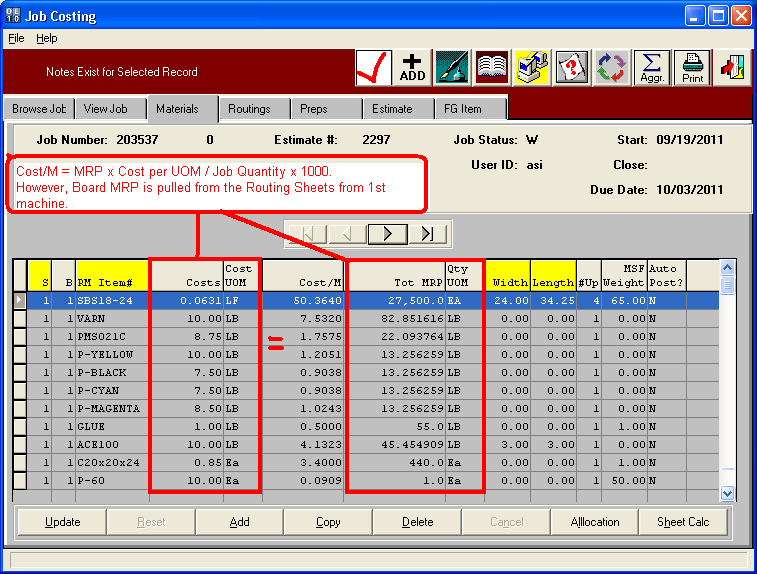 Job Costing
File Help
Notes Exist for Selected Record
ADD
Σ Aggr.
Print
Browse Job View Job Materials Routings Preps Estimate FG Item
Job Number: 203537 0 Estimate #: 2297 Job Status: W Start: 09/19/2011
User ID: asi Close:
Due Date: 10/03/2011
Cost/M = MRP x Cost per UOM / Job Quantity x 1000.
However, Board MRP is pulled from the Routing Sheets from 1st
machine.
Cost Qty MSF Auto
S B RM Item# Costs UOM Cost/M Tot MRP UOM Width Length #Up Weight Post?
1 1 SBS18-24 0.0631 LF 50.3640 27,500.0 EA 24.00 34.25 4 65.00 N
1 1 VARN 10.00 LB 7.5320 82.851616 LB 0.00 0.00 1 0.00 N
1 1 PMS021C 8.75 LB 1.7575 22.093764 LB 0.00 0.00 1 0.00 N
=
1 1 P-YELLOW 10.00 LB 1.2051 13.256259 LB 0.00 0.00 1 0.00 N
1 1 P-BLACK 7.50 LB 0.9038 13.256259 LB 0.00 0.00 1 0.00 N
1 1 P-CYAN 7.50 LB 0.9038 13.256259 LB 0.00 0.00 1 0.00 N
1 1 P-MAGENTA 8.50 LB 1.0243 13.256259 LB 0.00 0.00 1 0.00 N
1 1 GLUE 1.00 LB 0.5000 55.0 LB 0.00 0.00 1 1.00 N
1 1 ACE100 10.00 LB 4.1323 45.454909 LB 3.00 3.00 1 0.00 N
1 1 C20x20x24 0.85 Ea 3.4000 440.0 Ea 0.00 0.00 1 1.00 N
1 1 P-60 10.00 Ea 0.0909 1.0 Ea 0.00 0.00 1 50.00 N
Update Reset Add Copy Delete Cancel Alllocation Sheet Calc